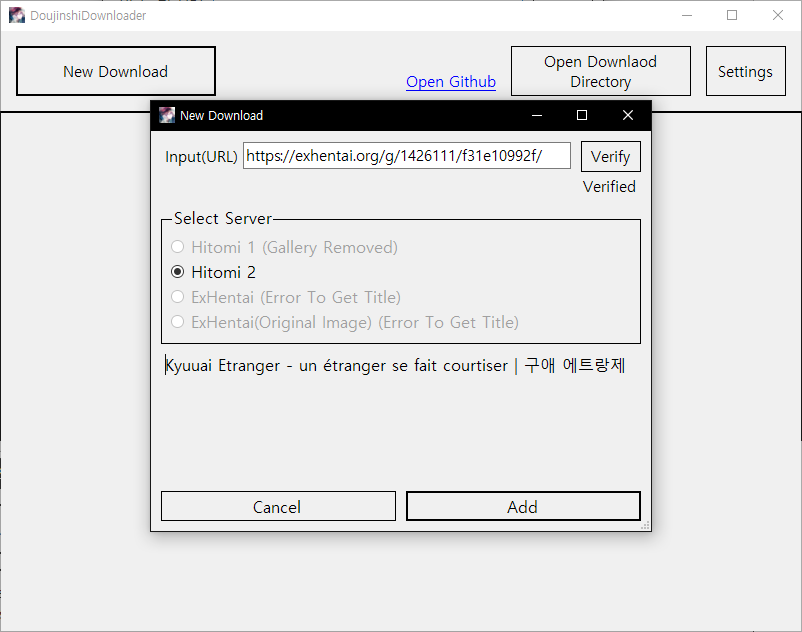 DoujinshiDownloader
New Download
Open Github
Open Downlaod
Directory
Settings
New Download
Input(URL) https://exhentai.org/g/1426111/f31e10992f/ Verify
Verified
Select Server
Hitomi 1 (Gallery Removed)
Hitomi 2
ExHentai (Error To Get Title)
ExHentai(Original Image) (Error To Get Title)
Kyuuai Etranger - un étranger se fait courtiser | 구애 에트랑제
Cancel
Add